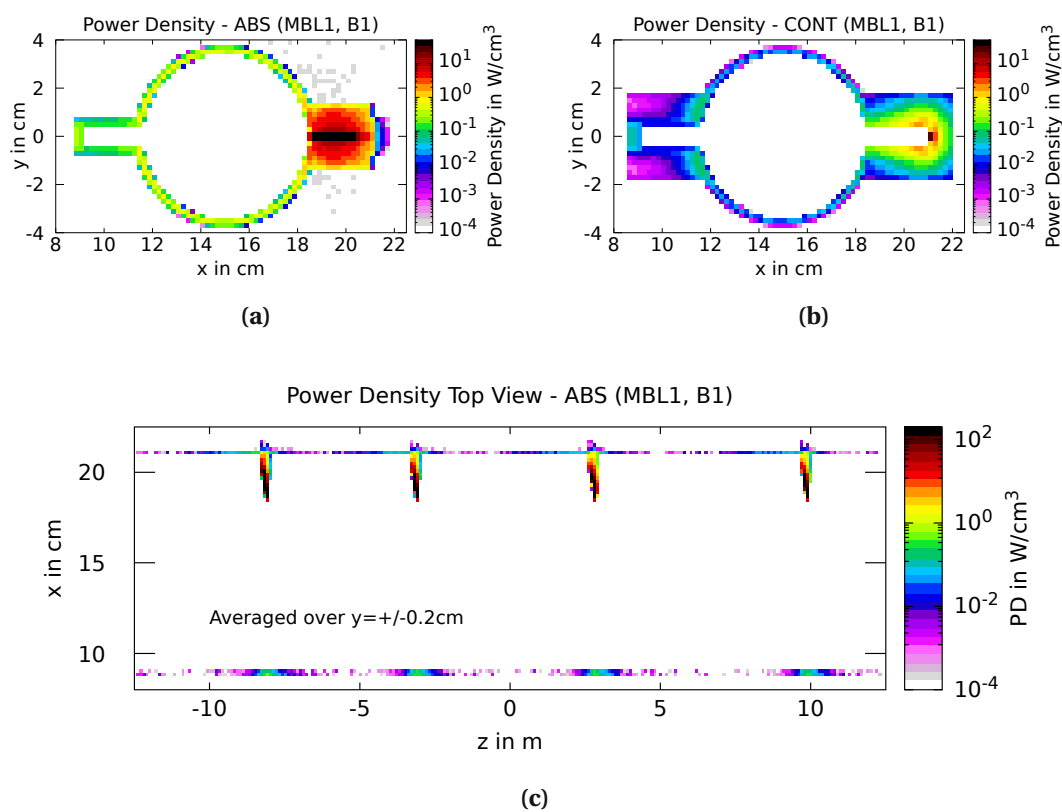 Power Density - ABS (MBL1, B1)
4
2
0
-2
-4
y in cm
8 10 12 14 16 18 20 22
x in cm
10^1
10^0
10^-1
10^-2
10^-3
10^-4
Power Density in W/cm^3
(a)
Power Density - CONT (MBL1, B1)
4
2
0
-2
-4
y in cm
8 10 12 14 16 18 20 22
x in cm
10^1
10^0
10^-1
10^-2
10^-3
10^-4
Power Density in W/cm^3
(b)
Power Density Top View - ABS (MBL1, B1)
20
15
10
x in cm
Averaged over y=+/-0.2cm
-10 -5 0 5 10
z in m
10^2
10^0
10^-2
10^-4
PD in W/cm^3
(c)